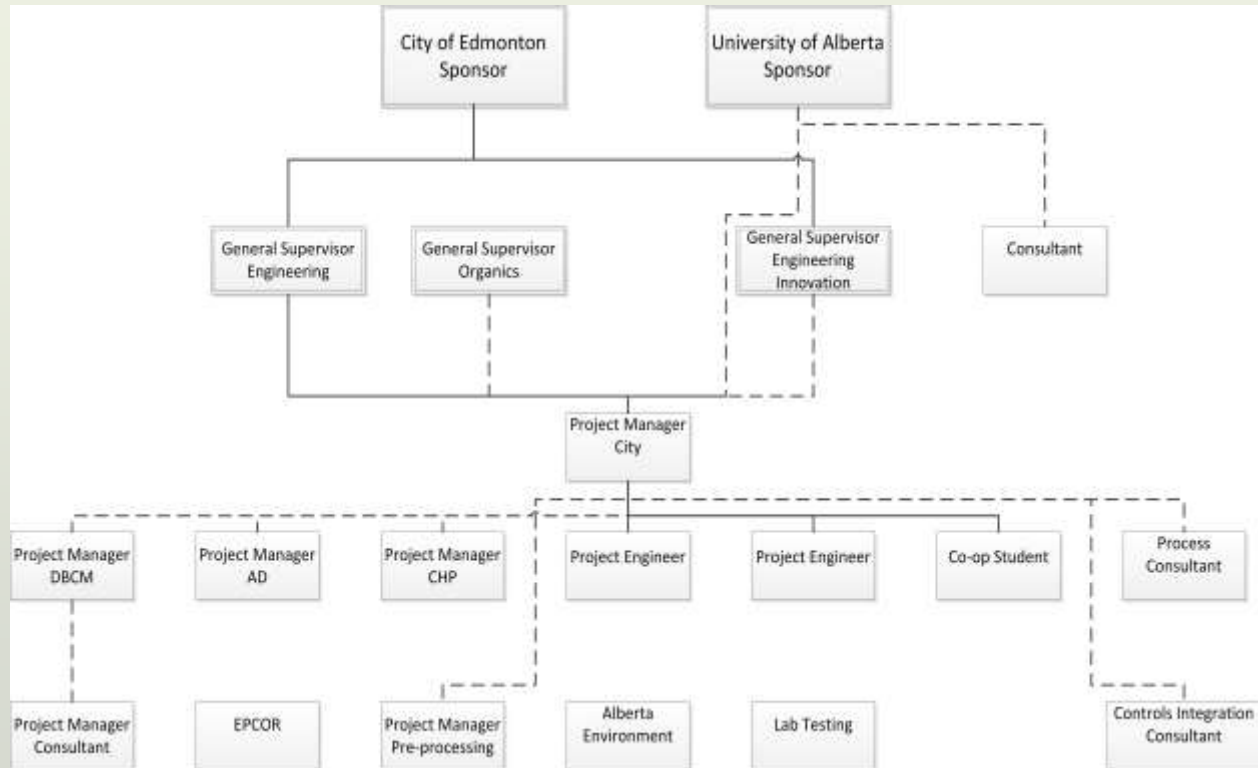 City of Edmonton
Sponsor
University of Alberta
Sponsor
General Supervisor
Engineering
General Supervisor
Organics
General Supervisor
Engineering
Innovation
Consultant
Project Manager
City
Project Manager
DBCM
Project Manager
AD
Project Manager
CHP
Project Engineer
Project Engineer
Co-op Student
Process
Consultant
Project Manager
Consultant
EPCOR
Project Manager
Pre-processing
Alberta
Environment
Lab Testing
Controls Integration
Consultant